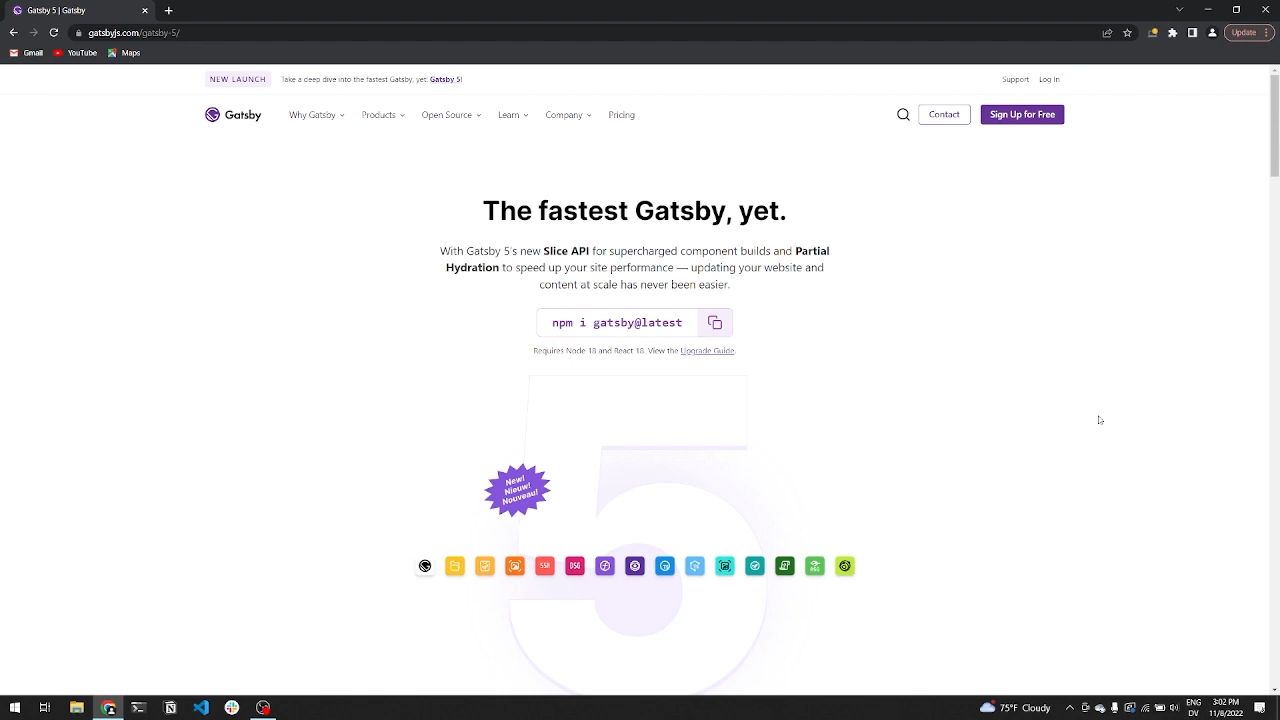 Gatsby 5 | Gatsby
gatsbyjs.com/gatsby-5/
Update
Gmail
YouTube
Maps
NEW LAUNCH
Take a deep dive into the fastest Gatsby, yet: Gatsby 5!
Support
Log In
Gatsby
Why Gatsby
Products
Open Source
Learn
Company
Pricing
Contact
Sign Up for Free
The fastest Gatsby, yet.
With Gatsby 5's new Slice API for supercharged component builds and Partial
Hydration to speed up your site performance — updating your website and
content at scale has never been easier.
npm i gatsby@latest
Requires Node 18 and React 18. View the Upgrade Guide.
5
New!
Nieuw!
Nouveau!
SSR
DSG
75°F Cloudy
ENG
DV
3:02 PM
11/8/2022